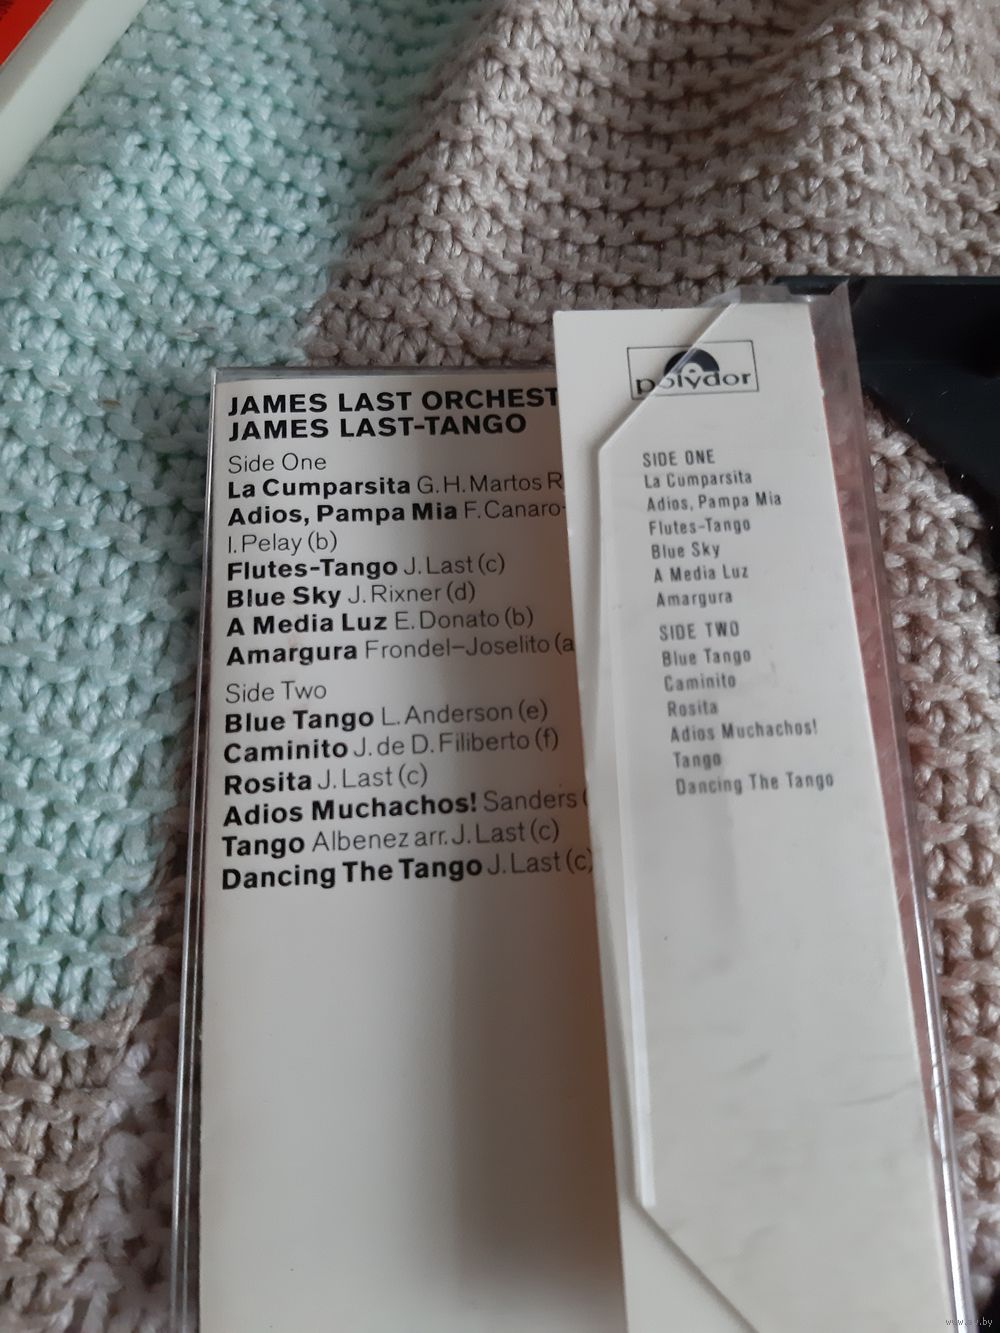 JAMES LAST ORCHEST
JAMES LAST-TANGO
Side One
La Cumparsita G.H. Martos R
Adios, Pampa Mia F. Canaro-
I. Pelay (b)
Flutes-Tango J. Last (c)
Blue Sky J. Rixner (d)
A Media Luz E. Donato (b)
Amargura Frondel-Joselito (a
Side Two
Blue Tango L. Anderson (e)
Caminito J. de D. Filiberto (f)
Rosita J. Last (c)
Adios Muchachos! Sanders (
Tango Albenez arr. J. Last (c)
Dancing The Tango J. Last (c)
polydor
SIDE ONE
La Cumparsita
Adios, Pampa Mia
Flutes-Tango
Blue Sky
A Media Luz
Amargura
SIDE TWO
Blue Tango
Caminito
Rosita
Adios Muchachos!
Tango
Dancing The Tango